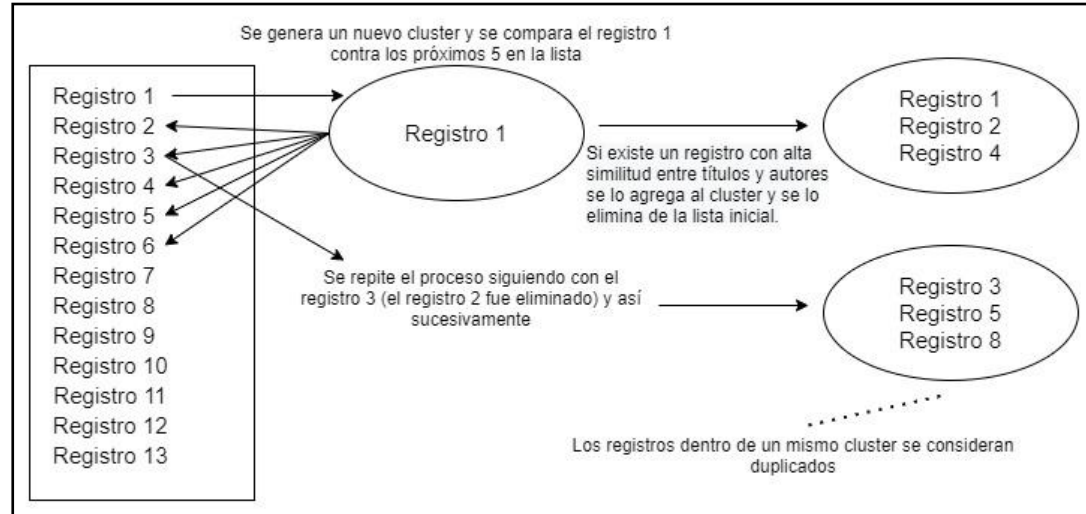 Se genera un nuevo cluster y se compara el registro 1
contra los próximos 5 en la lista
Registro 1
Registro 2
Registro 3
Registro 4
Registro 5
Registro 6
Registro 7
Registro 8
Registro 9
Registro 10
Registro 11
Registro 12
Registro 13
Registro 1
Si existe un registro con alta
similitud entre títulos y autores
se lo agrega al cluster y se lo
elimina de la lista inicial.
Registro 1
Registro 2
Registro 4
Se repite el proceso siguiendo con el
registro 3 (el registro 2 fue eliminado) y así
sucesivamente
Registro 3
Registro 5
Registro 8
Los registros dentro de un mismo cluster se consideran
duplicados